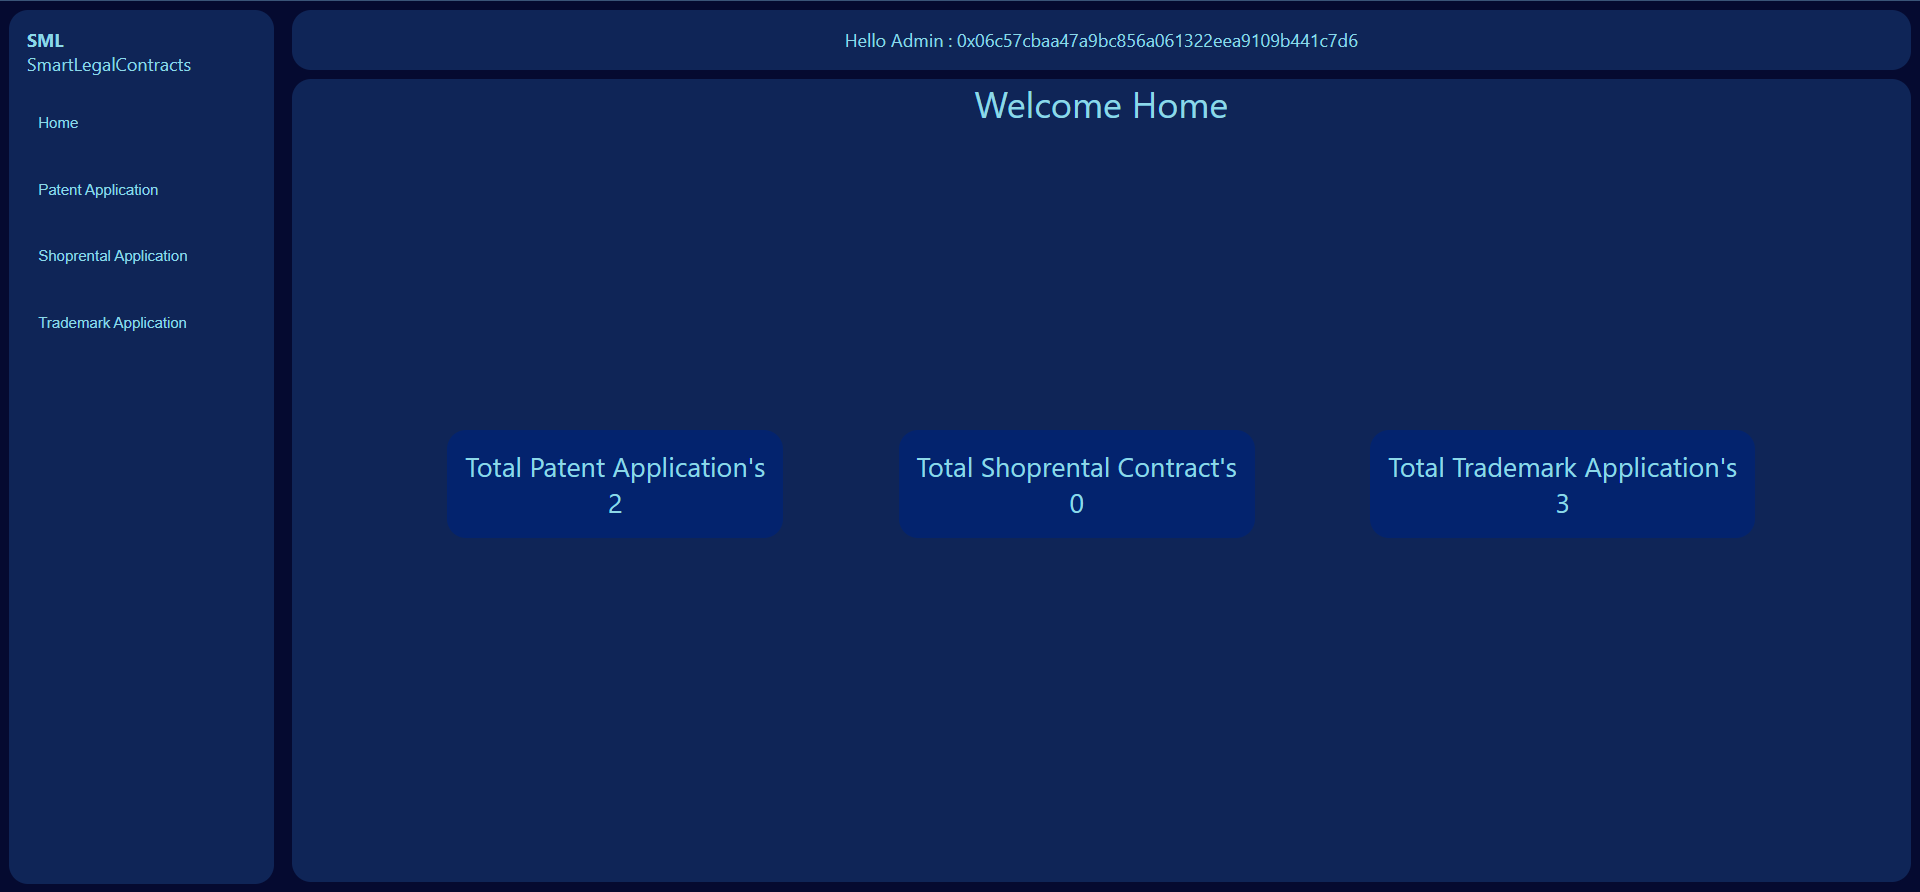 SML
SmartLegalContracts
Home
Patent Application
Shoprental Application
Trademark Application
Hello Admin : 0x06c57cbaa47a9bc856a061322eea9109b441c7d6
Welcome Home
Total Patent Application's
2
Total Shoprental Contract's
0
Total Trademark Application's
3